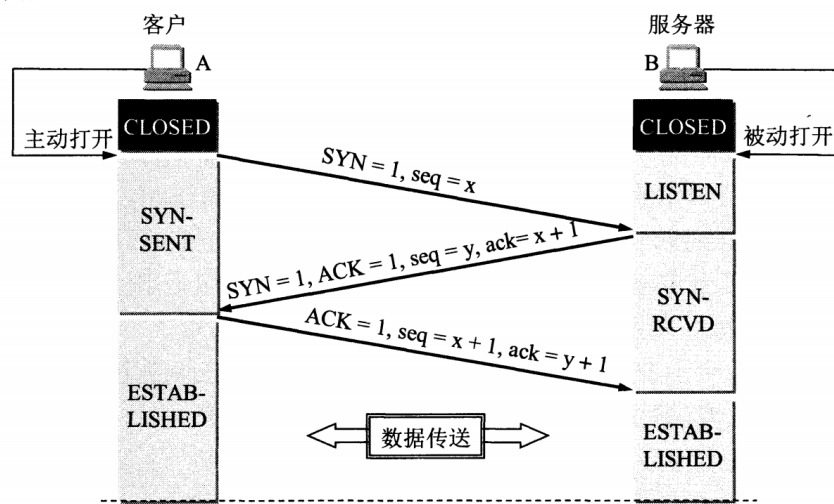 客户
服务器
A
B
CLOSED
CLOSED
主动打开
被动打开
SYN = 1, seq = x
LISTEN
SYN-
SENT
SYN = 1, ACK = 1, seq = y, ack= x + 1
SYN-
RCVD
ACK = 1, seq = x + 1, ack = y + 1
ESTAB-
LISHED
数据传送
ESTAB-
LISHED